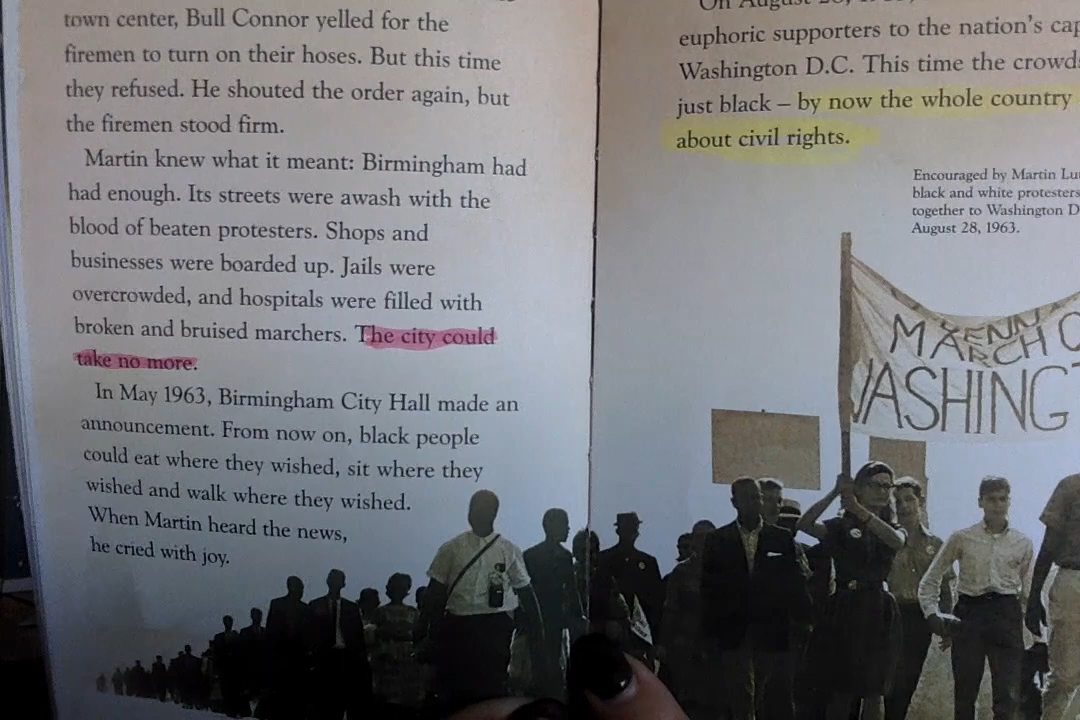 town center, Bull Connor yelled for the
firemen to turn on their hoses. But this time
they refused. He shouted the order again, but
the firemen stood firm.
Martin knew what it meant: Birmingham had
had enough. Its streets were awash with the
blood of beaten protesters. Shops and
businesses were boarded up. Jails were
overcrowded, and hospitals were filled with
broken and bruised marchers. The city could
take no more.
In May 1963, Birmingham City Hall made an
announcement. From now on, black people
could eat where they wished, sit where they
wished and walk where they wished.
When Martin heard the news,
he cried with joy.
On August
euphoric supporters to the nation's
Washington D.C. This time the
just black – by now the whole country
about civil rights.
Encouraged by Martin
black and white protesters
together to Washington
August 28, 1963.
MARCH